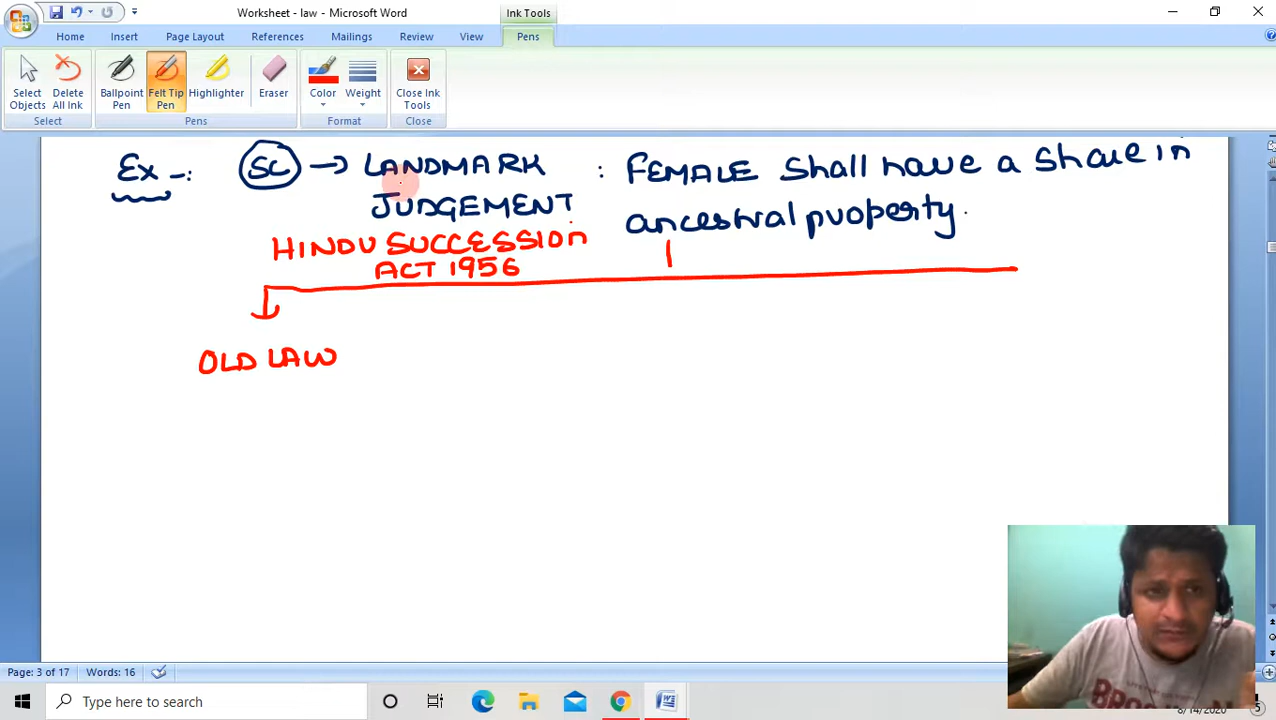 Worksheet - law - Microsoft Word
Ink Tools
Home
Insert
Page Layout
References
Mailings
Review
View
Pens
Select Objects
Delete All Ink
Ballpoint Pen
Felt Tip Pen
Highlighter
Eraser
Color
Weight
Close Ink Tools
Select
Pens
Format
Close
Ex -: SC → LANDMARK : FEMALE Shall have a Share in
JUDGEMENT ancestral property.
HINDU SUCCESSION
ACT 1956
OLD LAW
Page: 3 of 17
Words: 16
Type here to search
8/14/2020